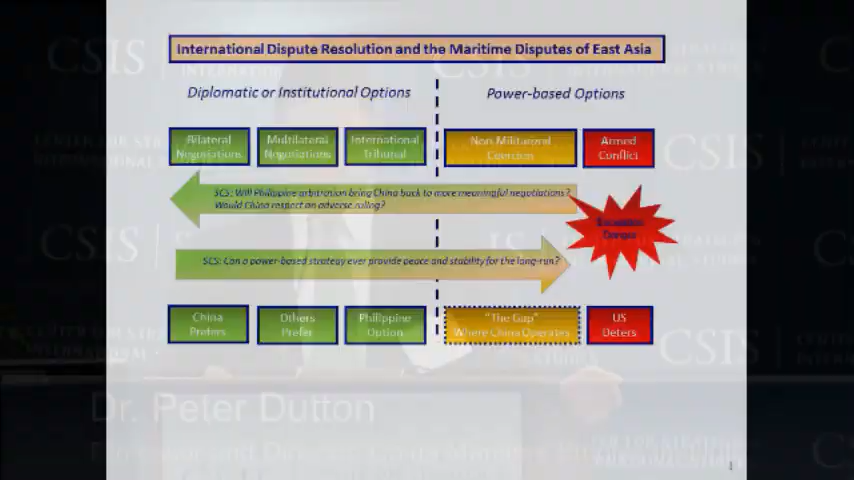 International Dispute Resolution and the Maritime Disputes of East Asia
Diplomatic or Institutional Options
Power-based Options
Bilateral
Negotiations
Multilateral
Negotiations
International
Tribunal
Non-Militarized
Coercion
Armed
Conflict
SCS: Will Philippine arbitration bring China back to more meaningful negotiations?
Would China respect an adverse ruling?
Escalation
Danger
SCS: Can a power-based strategy ever provide peace and stability for the long-run?
China
Prefers
Others
Prefer
Philippine
Option
"The Gap"
Where China Operates
US
Deters
CSIS
CSIS
CSIS
CSIS
Dr. Peter Dutton